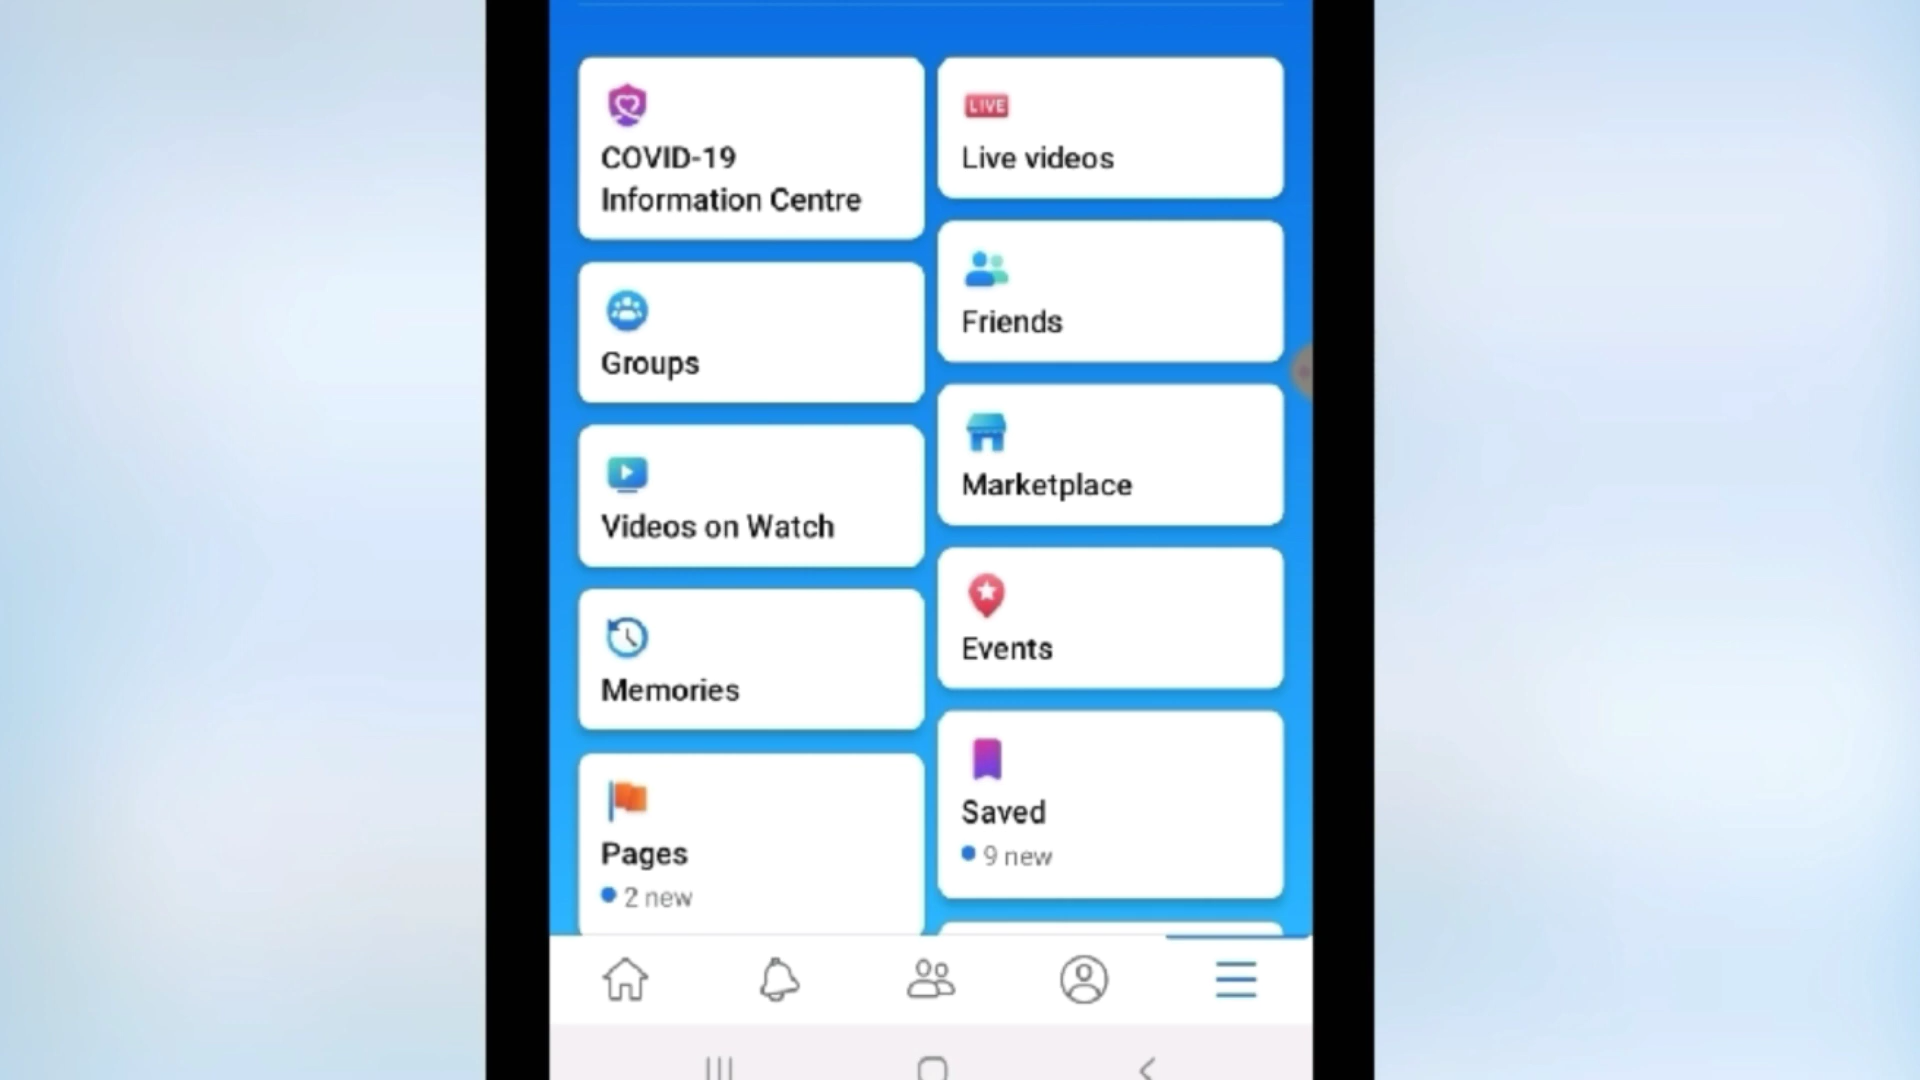 COVID-19
Information Centre
LIVE
Live videos
Groups
Friends
Videos on Watch
Marketplace
Memories
Events
Pages
2 new
Saved
9 new